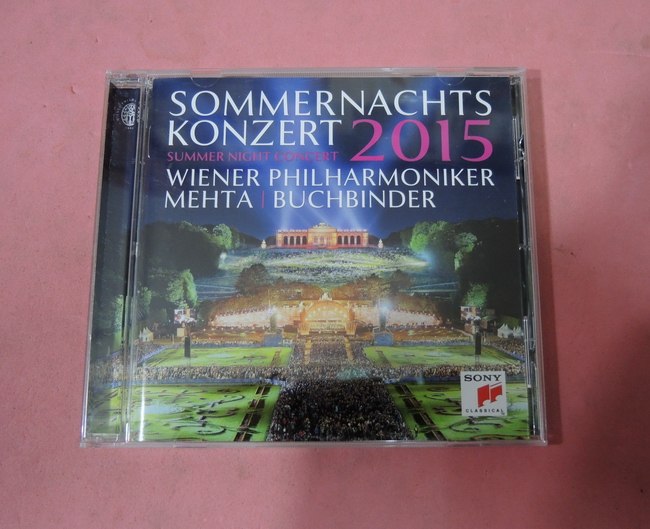 SOMMERNACHTS
KONZERT 2015
SUMMER NIGHT CONCERT
WIENER PHILHARMONIKER
MEHTA | BUCHBINDER
SONY
CLASSICAL